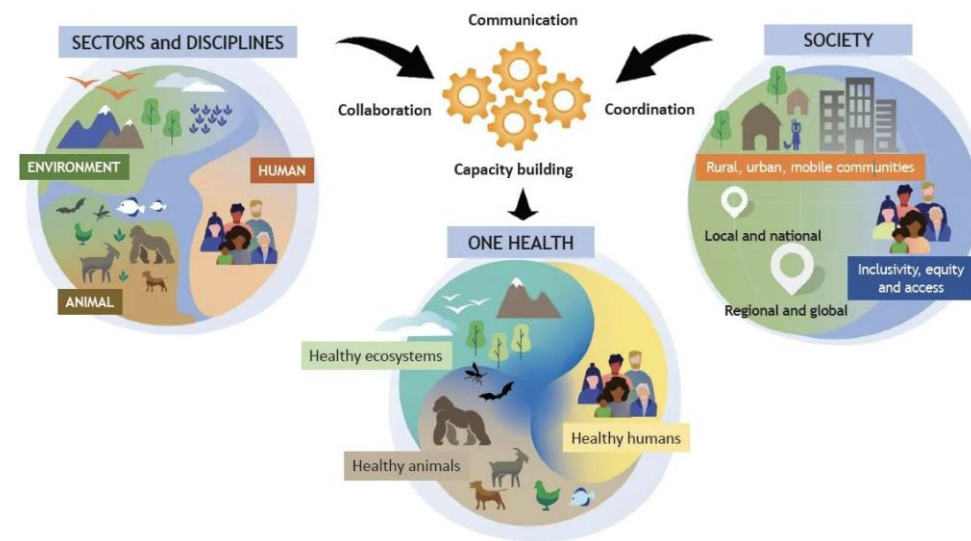 Communication
SECTORS and DISCIPLINES
SOCIETY
Collaboration
Coordination
ENVIRONMENT
HUMAN
Capacity building
Rural, urban, mobile communities
Local and national
ONE HEALTH
Inclusivity, equity
and access
ANIMAL
Regional and global
Healthy ecosystems
Healthy humans
Healthy animals